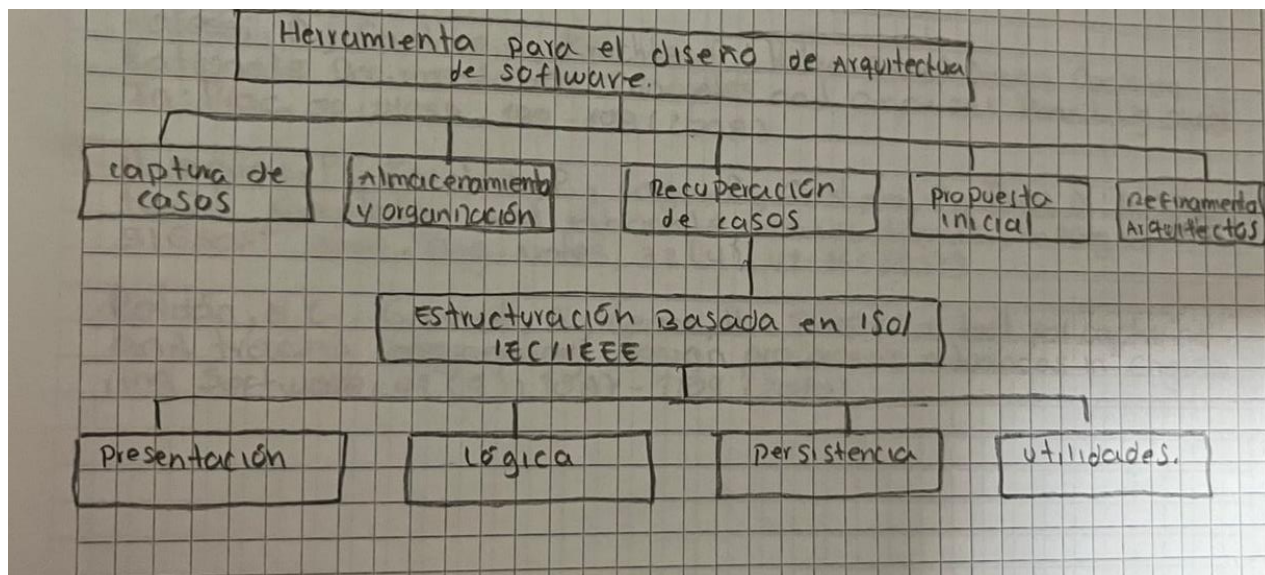 Herramienta para el diseño de Arquitectura
de software.
captura de
casos
Almacenamiento
y organización
Recuperación
de casos
propuesta
inicial
Refinamento
Arquitectos
Estructuración Basada en ISO/
IEC/IEEE
Presentación
Lógica
persistencia
utilidades.